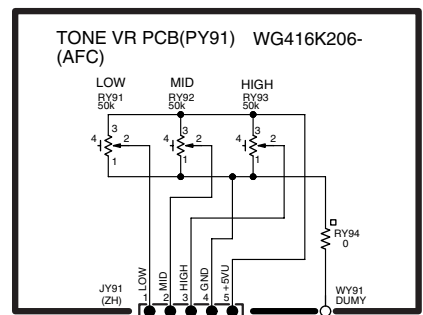 TONE VR PCB(PY91) WG416K206-
(AFC)
LOW MID HIGH
RY91 RY92 RY93
50k 50k 50k
3 3 3
4 2 4 2 4 2
1 1 1
RY94
0
LOW MID HIGH GND +5VU
JY91
(ZH)
1 2 3 4 5
WY91
DUMY